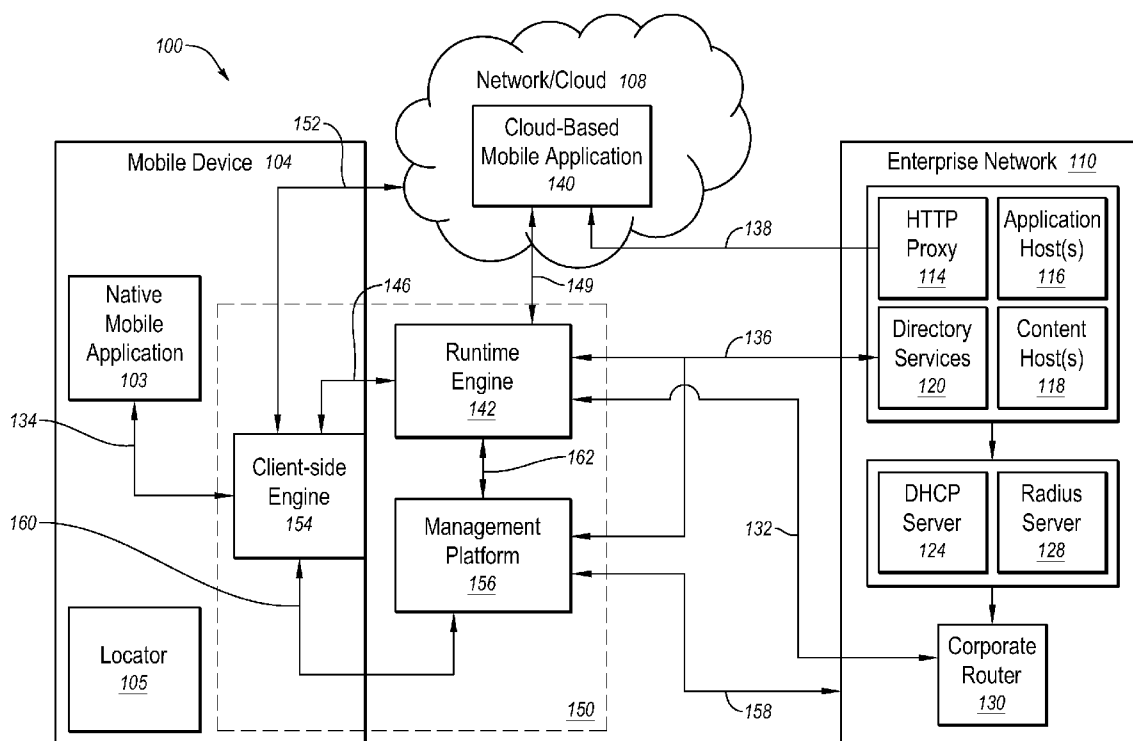 100
Network/Cloud 108
Cloud-Based
Mobile Application
140
152
Mobile Device 104
Enterprise Network 110
HTTP
Proxy
114
Application
Host(s)
116
138
146
149
Native
Mobile
Application
103
Runtime
Engine
142
136
Directory
Services
120
Content
Host(s)
118
134
Client-side
Engine
154
162
160
Management
Platform
156
132
DHCP
Server
124
Radius
Server
128
Locator
105
Corporate
Router
130
150
158